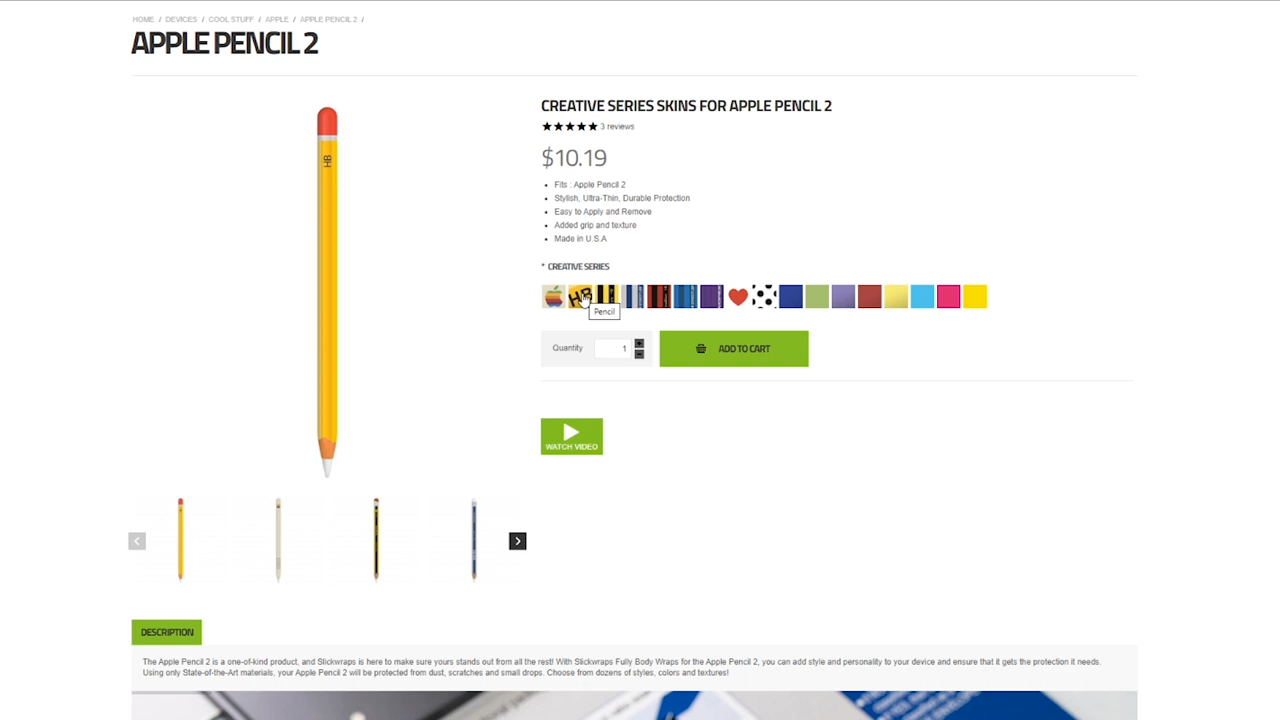 HOME / DEVICES / COOL STUFF / APPLE / APPLE PENCIL 2 /
APPLE PENCIL 2
HB
CREATIVE SERIES SKINS FOR APPLE PENCIL 2
3 reviews
$10.19
Fits : Apple Pencil 2
Stylish, Ultra-Thin, Durable Protection
Easy to Apply and Remove
Added grip and texture
Made in U.S.A
* CREATIVE SERIES
HB
Pencil
Quantity 1
ADD TO CART
WATCH VIDEO
DESCRIPTION
The Apple Pencil 2 is a one-of-kind product, and Slickwraps is here to make sure yours stands out from all the rest! With Slickwraps Fully Body Wraps for the Apple Pencil 2, you can add style and personality to your device and ensure that it gets the protection it needs.
Using only State-of-the-Art materials, your Apple Pencil 2 will be protected from dust, scratches and small drops. Choose from dozens of styles, colors and textures!